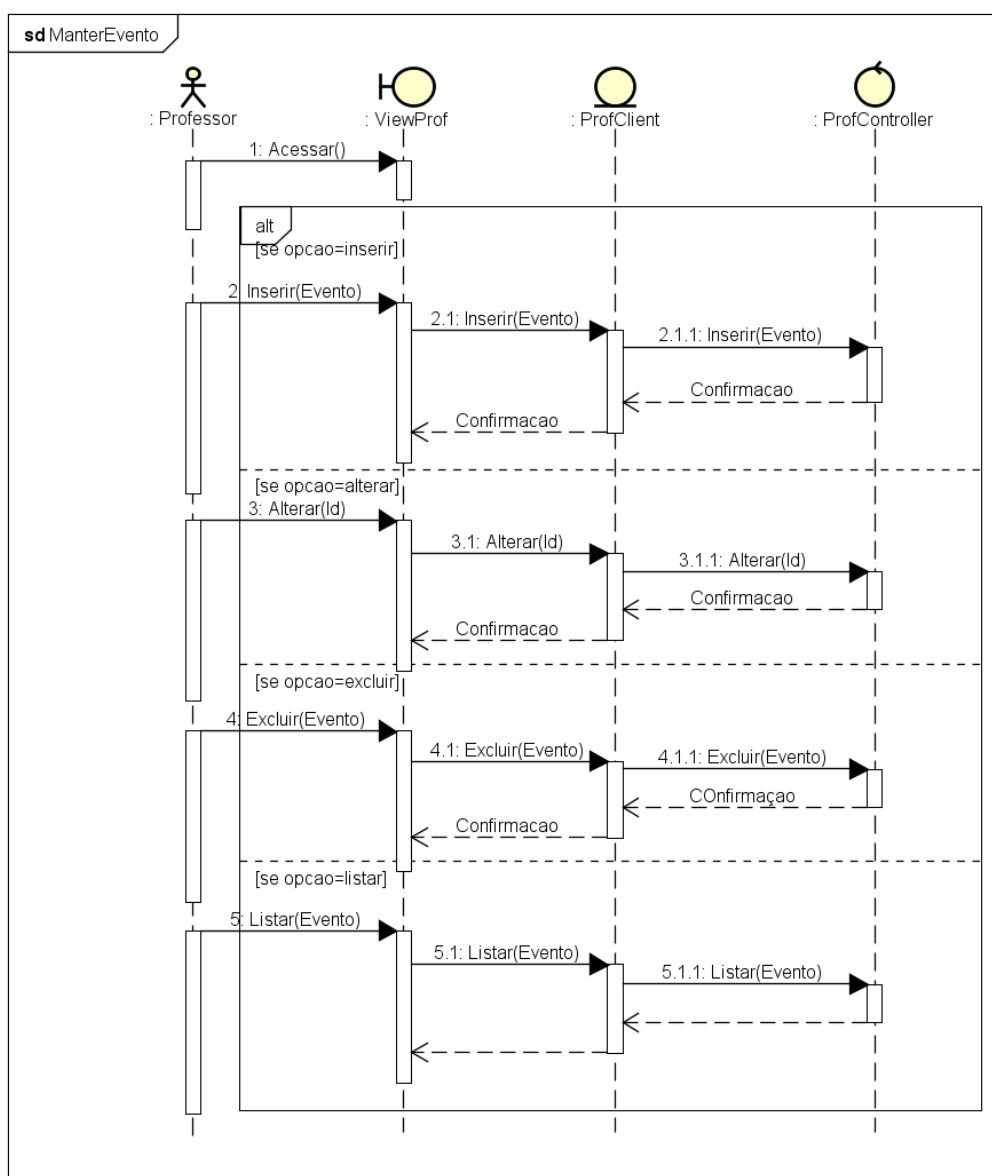 sd ManterEvento
: Professor
: ViewProf
: ProfClient
: ProfController
1: Acessar()
alt
[se opcao=inserir]
2: Inserir(Evento)
2.1: Inserir(Evento)
2.1.1: Inserir(Evento)
Confirmacao
Confirmacao
[se opcao=alterar]
3: Alterar(Id)
3.1: Alterar(Id)
3.1.1: Alterar(Id)
Confirmacao
Confirmacao
[se opcao=excluir]
4: Excluir(Evento)
4.1: Excluir(Evento)
4.1.1: Excluir(Evento)
COnfirmaçao
Confirmacao
[se opcao=listar]
5: Listar(Evento)
5.1: Listar(Evento)
5.1.1: Listar(Evento)